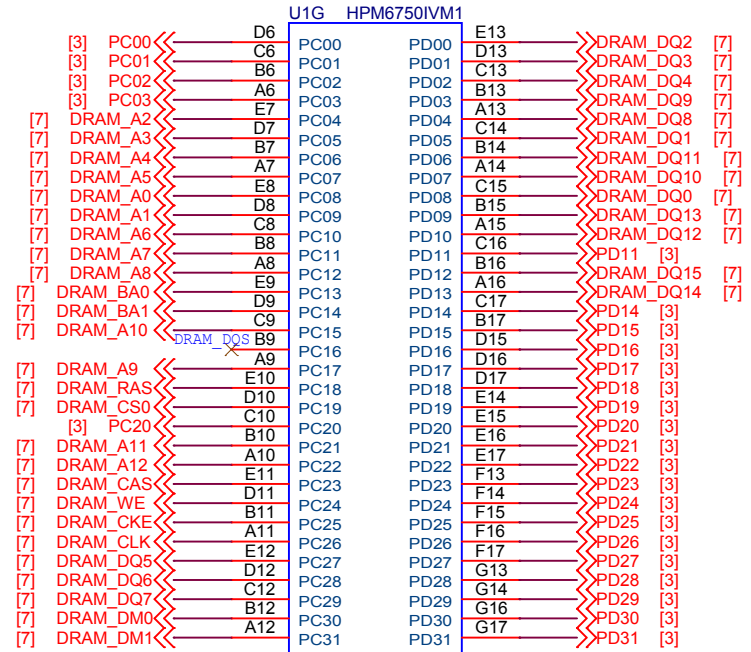 U1G HPM6750IVM1
[3] PC00 D6 PC00 PD00 E13 DRAM_DQ2 [7]
[3] PC01 C6 PC01 PD01 D13 DRAM_DQ3 [7]
[3] PC02 B6 PC02 PD02 C13 DRAM_DQ4 [7]
[3] PC03 A6 PC03 PD03 B13 DRAM_DQ9 [7]
[7] DRAM_A2 E7 PC04 PD04 A13 DRAM_DQ8 [7]
[7] DRAM_A3 D7 PC05 PD05 C14 DRAM_DQ1 [7]
[7] DRAM_A4 B7 PC06 PD06 B14 DRAM_DQ11 [7]
[7] DRAM_A5 A7 PC07 PD07 A14 DRAM_DQ10 [7]
[7] DRAM_A0 E8 PC08 PD08 C15 DRAM_DQ0 [7]
[7] DRAM_A1 D8 PC09 PD09 B15 DRAM_DQ13 [7]
[7] DRAM_A6 C8 PC10 PD10 A15 DRAM_DQ12 [7]
[7] DRAM_A7 B8 PC11 PD11 C16 PD11 [3]
[7] DRAM_A8 A8 PC12 PD12 B16 DRAM_DQ15 [7]
[7] DRAM_BA0 E9 PC13 PD13 A16 DRAM_DQ14 [7]
[7] DRAM_BA1 D9 PC14 PD14 C17 PD14 [3]
[7] DRAM_A10 C9 PC15 PD15 B17 PD15 [3]
DRAM_DQS B9 PC16 PD16 D15 PD16 [3]
[7] DRAM_A9 A9 PC17 PD17 D16 PD17 [3]
[7] DRAM_RAS E10 PC18 PD18 D17 PD18 [3]
[7] DRAM_CS0 D10 PC19 PD19 E14 PD19 [3]
[3] PC20 C10 PC20 PD20 E15 PD20 [3]
[7] DRAM_A11 B10 PC21 PD21 E16 PD21 [3]
[7] DRAM_A12 A10 PC22 PD22 E17 PD22 [3]
[7] DRAM_CAS E11 PC23 PD23 F13 PD23 [3]
[7] DRAM_WE D11 PC24 PD24 F14 PD24 [3]
[7] DRAM_CKE B11 PC25 PD25 F15 PD25 [3]
[7] DRAM_CLK A11 PC26 PD26 F16 PD26 [3]
[7] DRAM_DQ5 E12 PC27 PD27 F17 PD27 [3]
[7] DRAM_DQ6 D12 PC28 PD28 G13 PD28 [3]
[7] DRAM_DQ7 C12 PC29 PD29 G14 PD29 [3]
[7] DRAM_DM0 B12 PC30 PD30 G16 PD30 [3]
[7] DRAM_DM1 A12 PC31 PD31 G17 PD31 [3]